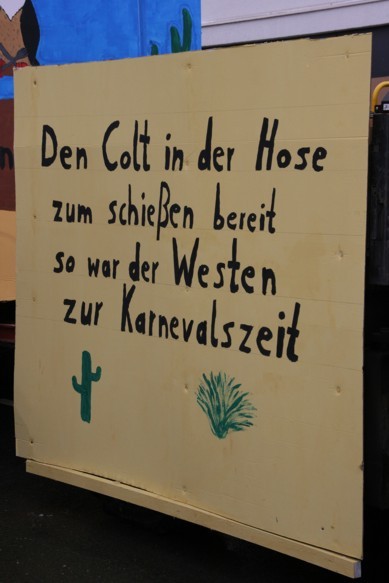 Den Colt in der Hose
zum schießen bereit
so war der Westen
zur Karnevalszeit